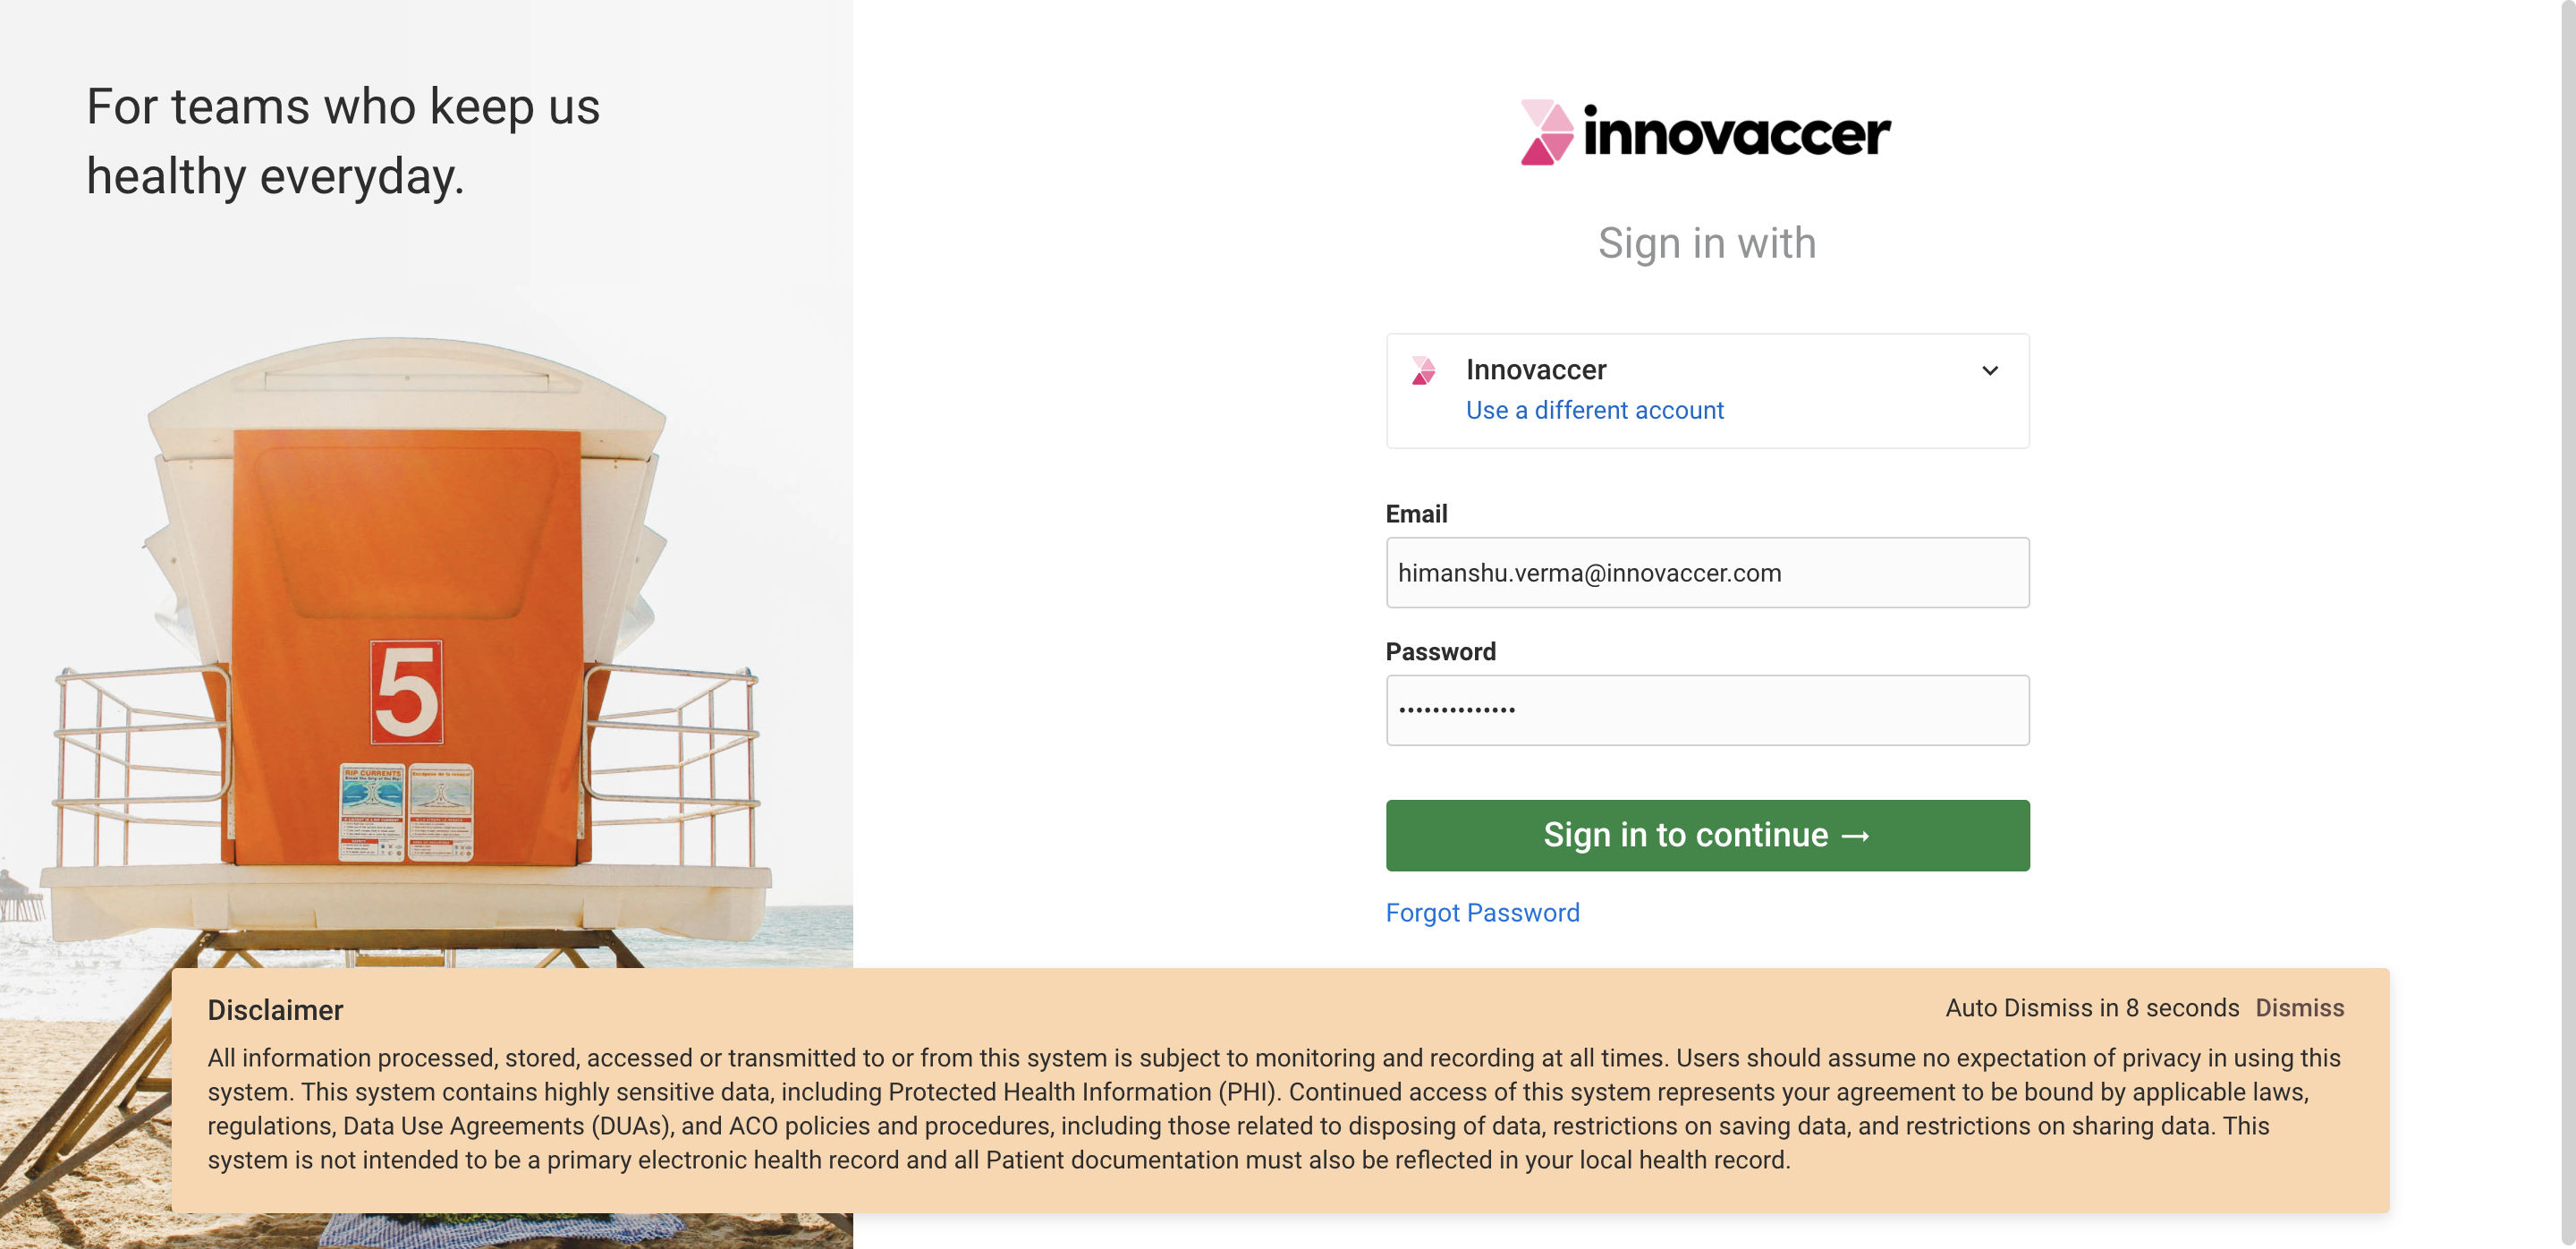 For teams who keep us
healthy everyday.
5
RIP CURRENTS
innovaccer
Sign in with
Innovaccer
Use a different account
Email
himanshu.verma@innovaccer.com
Password
••••••••••••••
Sign in to continue →
Forgot Password
Disclaimer
Auto Dismiss in 8 seconds Dismiss
All information processed, stored, accessed or transmitted to or from this system is subject to monitoring and recording at all times. Users should assume no expectation of privacy in using this
system. This system contains highly sensitive data, including Protected Health Information (PHI). Continued access of this system represents your agreement to be bound by applicable laws,
regulations, Data Use Agreements (DUAs), and ACO policies and procedures, including those related to disposing of data, restrictions on saving data, and restrictions on sharing data. This
system is not intended to be a primary electronic health record and all Patient documentation must also be reflected in your local health record.